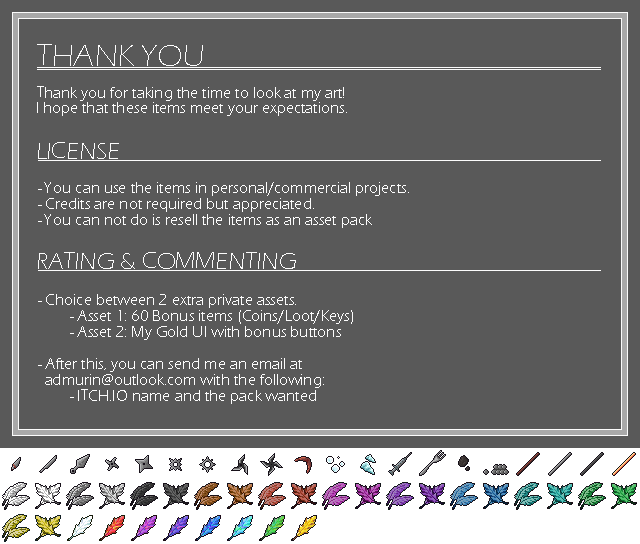 THANK YOU
Thank you for taking the time to look at my art!
I hope that these items meet your expectations.
LICENSE
-You can use the items in personal/commercial projects.
- Credits are not required but appreciated.
-You can not do is resell the items as an asset pack
RATING & COMMENTING
- Choice between 2 extra private assets.
- Asset 1: 60 Bonus items (Coins/Loot/Keys)
- Asset 2: My Gold UI with bonus buttons
- After this, you can send me an email at
admurin@outlook.com with the following:
- ITCH.IO name and the pack wanted